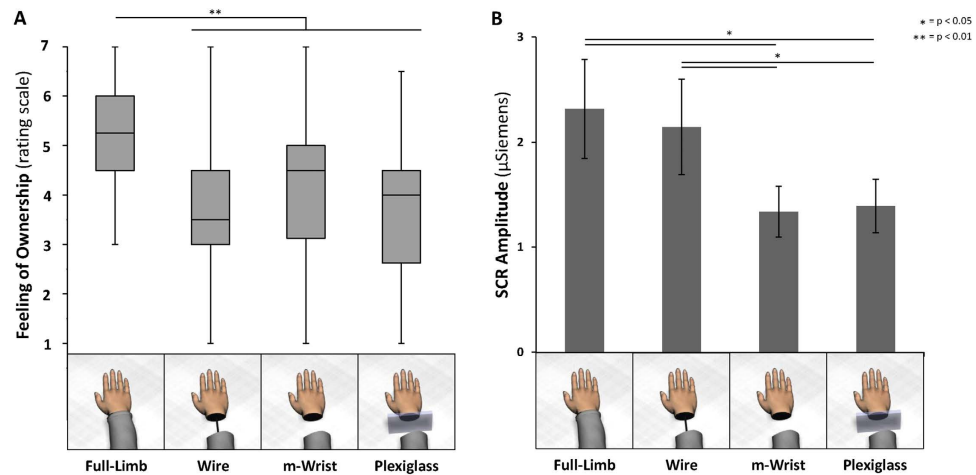 A
**
Feeling of Ownership (rating scale)
7
6
5
4
3
2
1
Full-Limb Wire m-Wrist Plexiglass
B
* = p < 0.05
** = p < 0.01
*
*
SCR Amplitude (µSiemens)
3
2
1
0
Full-Limb Wire m-Wrist Plexiglass